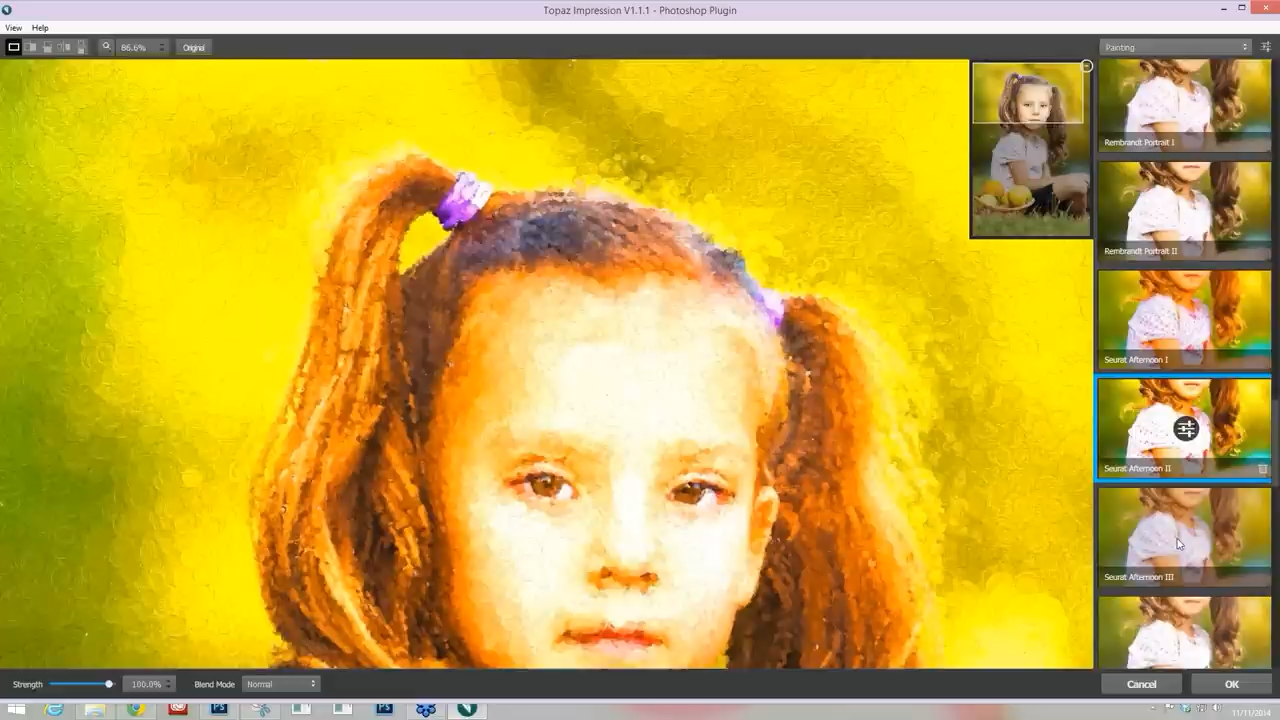 Topaz Impression V1.1.1 - Photoshop Plugin
View Help
86.6% Original
Painting
Rembrandt Portrait I
Rembrandt Portrait II
Seurat Afternoon I
Seurat Afternoon II
Seurat Afternoon III
Strength 100.0% Blend Mode Normal
Cancel OK
11/11/2014